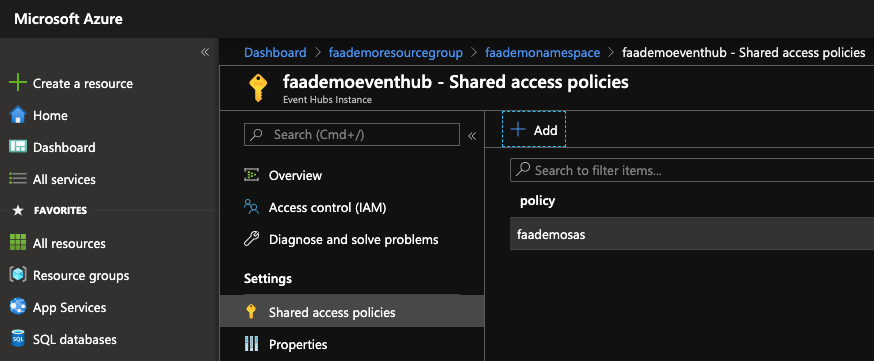 Microsoft Azure
«
Dashboard > faademoresourcegroup > faademonamespace > faademoeventhub - Shared access policies
Create a resource
Home
Dashboard
All services
FAVORITES
All resources
Resource groups
App Services
SQL databases
faademoeventhub - Shared access policies
Event Hubs Instance
Search (Cmd+/)
«
Overview
Access control (IAM)
Diagnose and solve problems
Settings
Shared access policies
Properties
+ Add
Search to filter items...
policy
faademosas